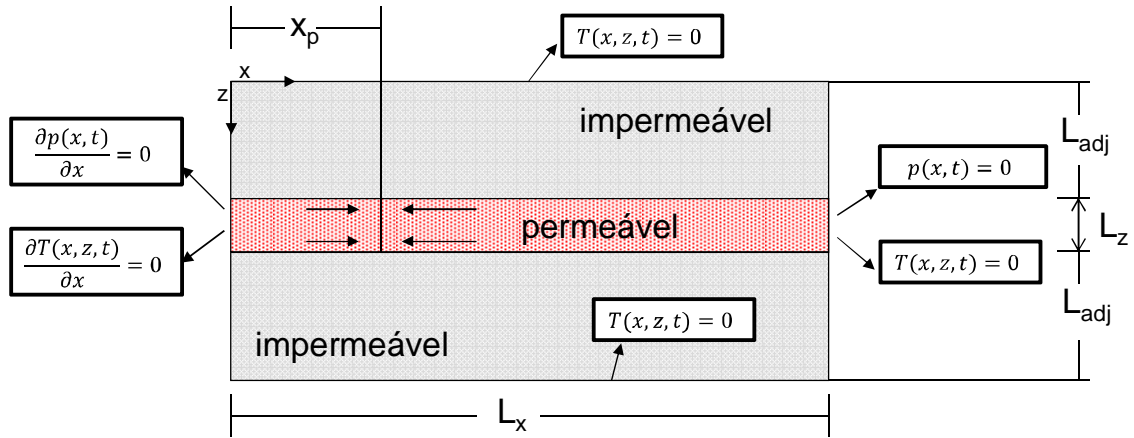 x_p
T(x, z, t) = 0
x
z
impermeável
L_adj
∂p(x, t)/∂x = 0
p(x, t) = 0
permeável
L_z
∂T(x, z, t)/∂x = 0
T(x, z, t) = 0
L_adj
T(x, z, t) = 0
impermeável
L_x